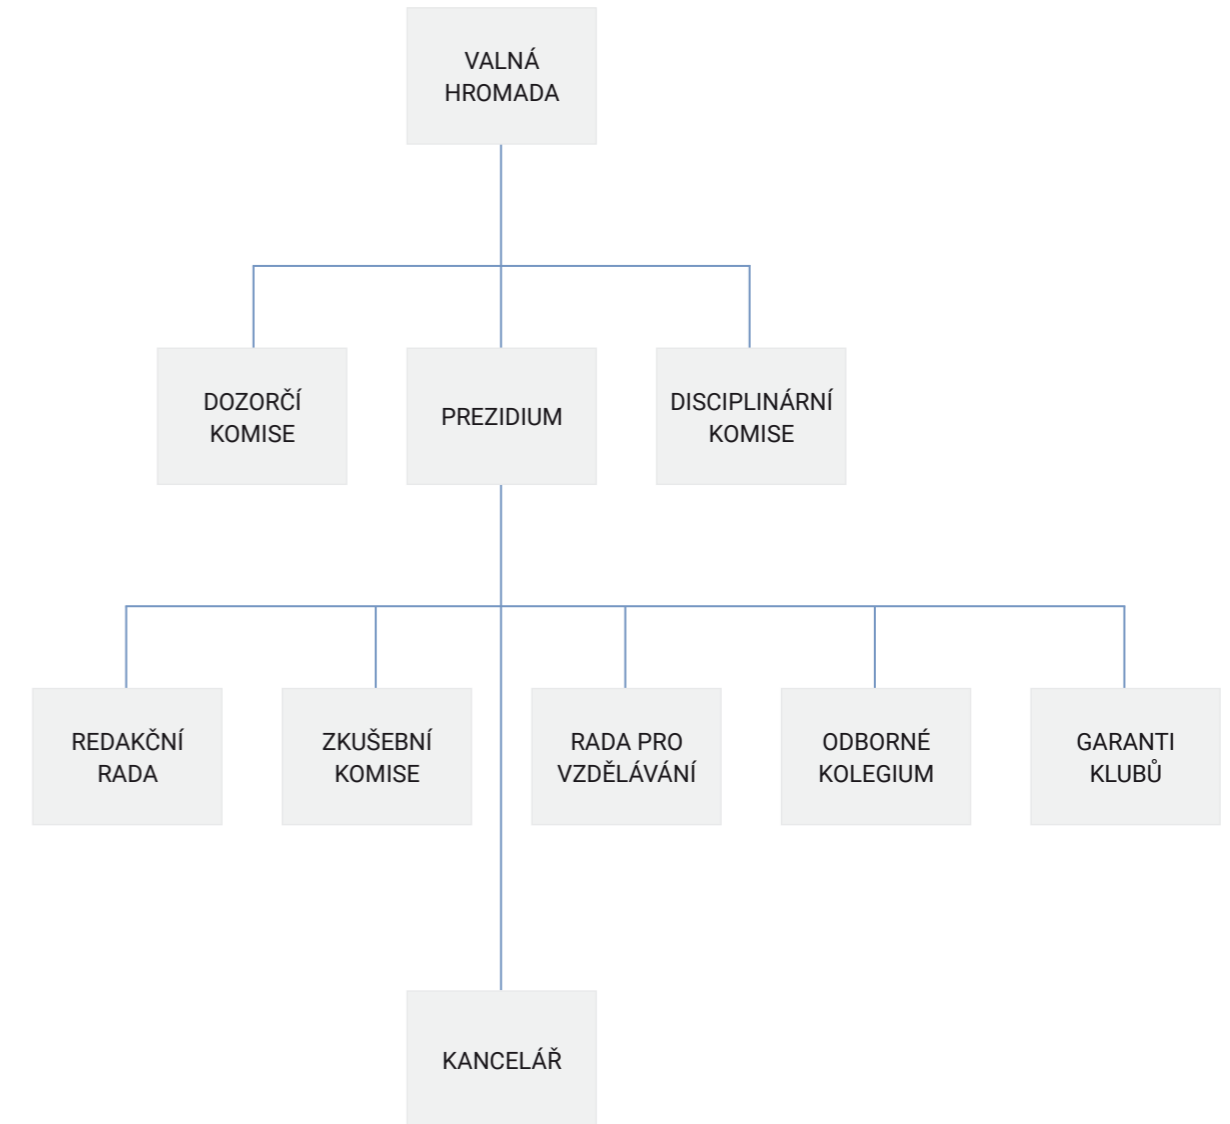 VALNÁ
HROMADA
DOZORČÍ
KOMISE
PREZIDIUM
DISCIPLINÁRNÍ
KOMISE
REDAKČNÍ
RADA
ZKUŠEBNÍ
KOMISE
RADA PRO
VZDĚLÁVÁNÍ
ODBORNÉ
KOLEGIUM
GARANTI
KLUBŮ
KANCELÁŘ